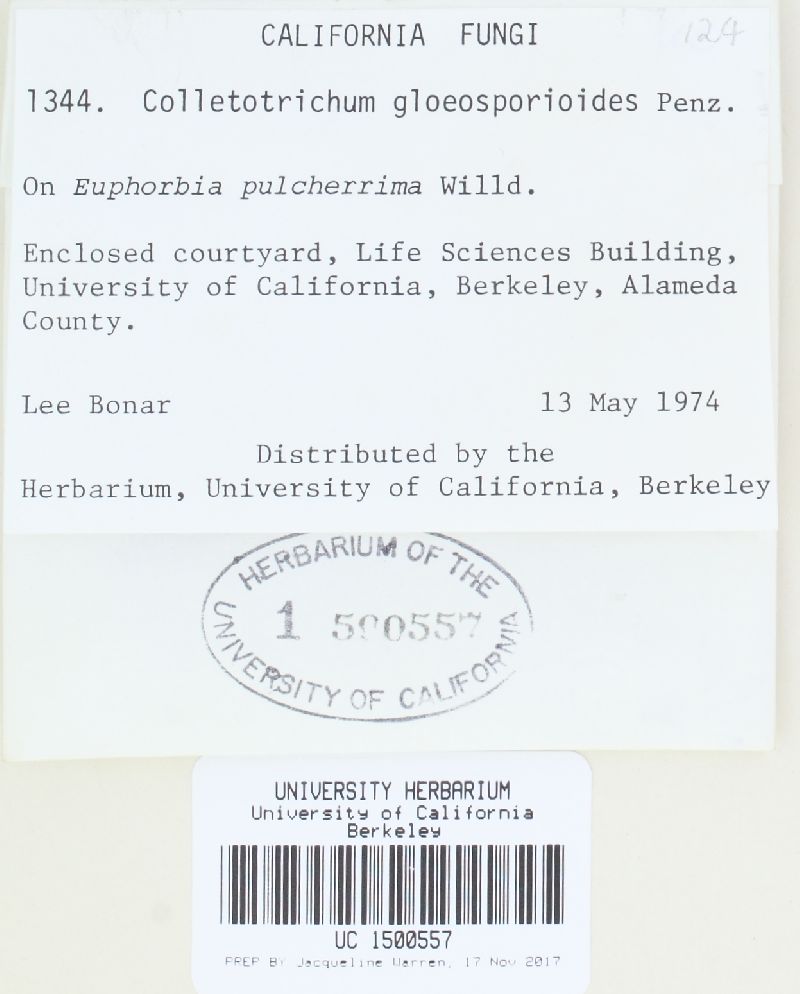 CALIFORNIA FUNGI 124
1344. Colletotrichum gloeosporioides Penz.
On Euphorbia pulcherrima Willd.
Enclosed courtyard, Life Sciences Building,
University of California, Berkeley, Alameda
County.
Lee Bonar 13 May 1974
Distributed by the
Herbarium, University of California, Berkeley
HERBARIUM OF THE
1 500557
UNIVERSITY OF CALIFORNIA
UNIVERSITY HERBARIUM
University of California
Berkeley
UC 1500557
PREP BY Jacqueline Warren, 17 Nov 2017